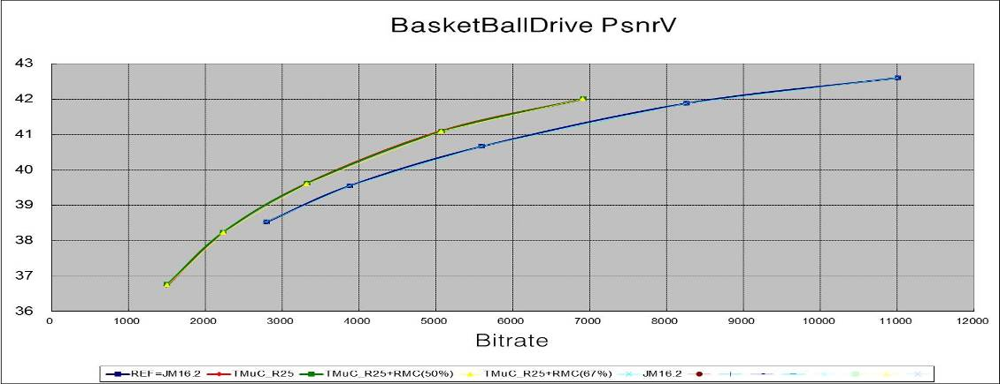 BasketBallDrive PsnrV
43
42
41
40
39
38
37
36
0 1000 2000 3000 4000 5000 6000 7000 8000 9000 10000 11000 12000
Bitrate
REF=JM16.2 TMuC_R25 TMuC_R25+RMC(50%) TMuC_R25+RMC(67%) JM16.2